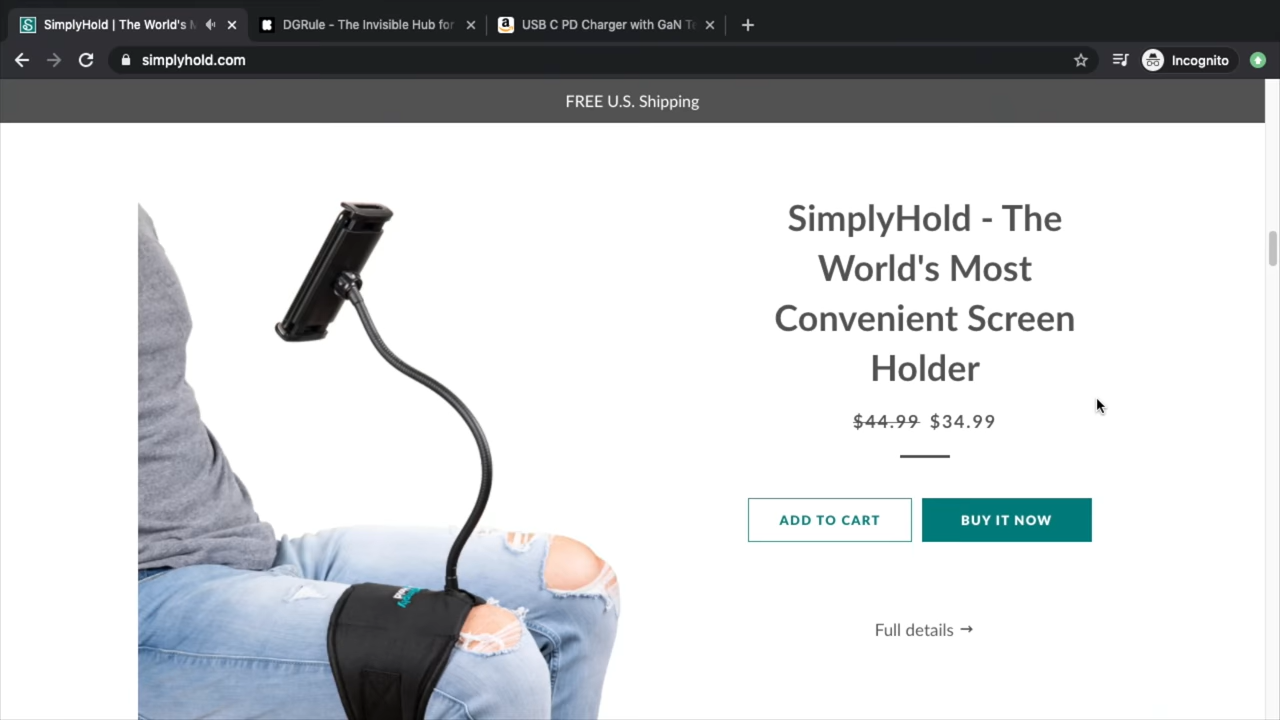 SimplyHold | The World's M
DGRule - The Invisible Hub for
USB C PD Charger with GaN Te
simplyhold.com
Incognito
FREE U.S. Shipping
SimplyHold - The
World's Most
Convenient Screen
Holder
$44.99 $34.99
ADD TO CART
BUY IT NOW
Full details →